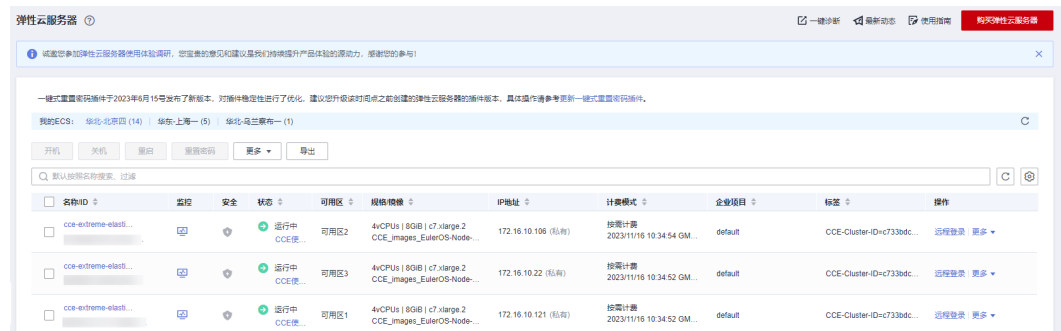 弹性云服务器
一键诊断 最新动态 使用指南 购买弹性云服务器
诚邀您参加弹性云服务器使用体验调研，您宝贵的意见和建议是我们持续提升产品体验的源动力，感谢您的参与！
一键式重置密码插件于2023年6月15号发布了新版本，对插件稳定性进行了优化，建议您升级该时间点之前创建的弹性云服务器的插件版本，具体操作请参考更新一键式重置密码插件。
我的ECS： 华北-北京四 (14) | 华东-上海一 (5) | 华北-乌兰察布一 (1)
开机 关机 重启 重置密码 更多 导出
默认按照名称搜索、过滤
名称/ID 监控 安全 状态 可用区 规格/镜像 IP地址 计费模式 企业项目 标签 操作
cce-extreme-elasti... 运行中 可用区2 4vCPUs | 8GiB | c7.xlarge.2 172.16.10.106 (私有) 按需计费 default CCE-Cluster-ID=c733bdc... 远程登录 | 更多
CCE便... CCE_images_EulerOS-Node-... 2023/11/16 10:34:54 GM...
cce-extreme-elasti... 运行中 可用区3 4vCPUs | 8GiB | c7.xlarge.2 172.16.10.22 (私有) 按需计费 default CCE-Cluster-ID=c733bdc... 远程登录 | 更多
CCE便... CCE_images_EulerOS-Node-... 2023/11/16 10:34:52 GM...
cce-extreme-elasti... 运行中 可用区1 4vCPUs | 8GiB | c7.xlarge.2 172.16.10.121 (私有) 按需计费 default CCE-Cluster-ID=c733bdc... 远程登录 | 更多
CCE便... CCE_images_EulerOS-Node-... 2023/11/16 10:34:52 GM...